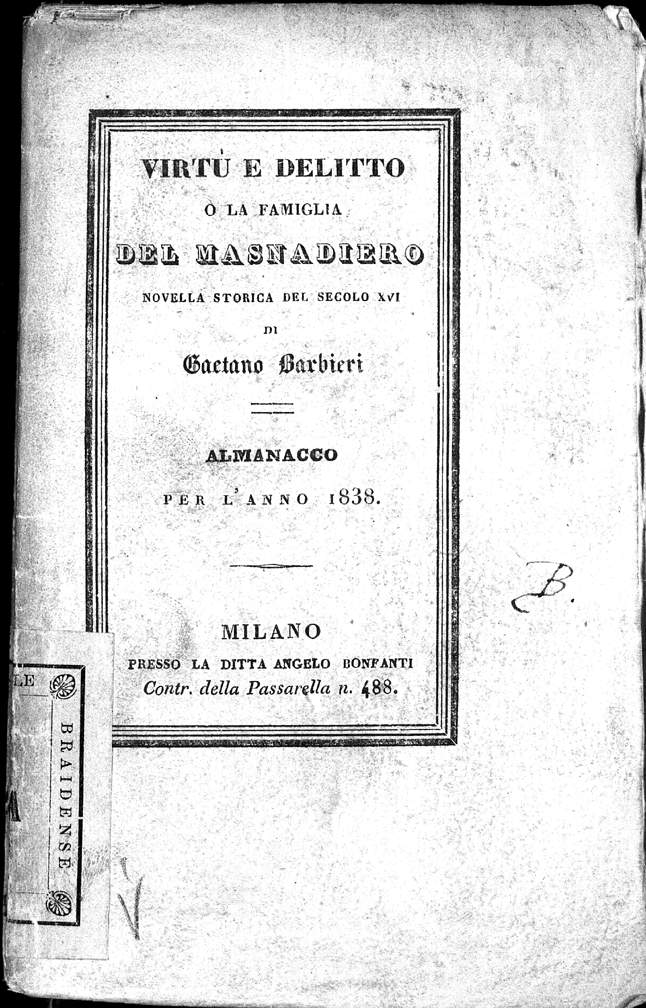 VIRTÙ E DELITTO
O LA FAMIGLIA
DEL MASNADIERO
NOVELLA STORICA DEL SECOLO XVI
DI
Gaetano Barbieri
ALMANACCO
PER L'ANNO 1838.
B.
MILANO
PRESSO LA DITTA ANGELO BONFANTI
Contr. della Passarella n. 488.
LE
BRAIDENSE